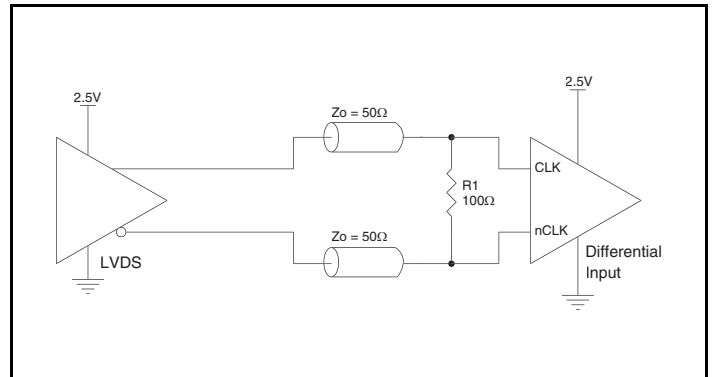 2.5V
2.5V
Zo = 50Ω
R1
100Ω
CLK
nCLK
Zo = 50Ω
LVDS
Differential
Input